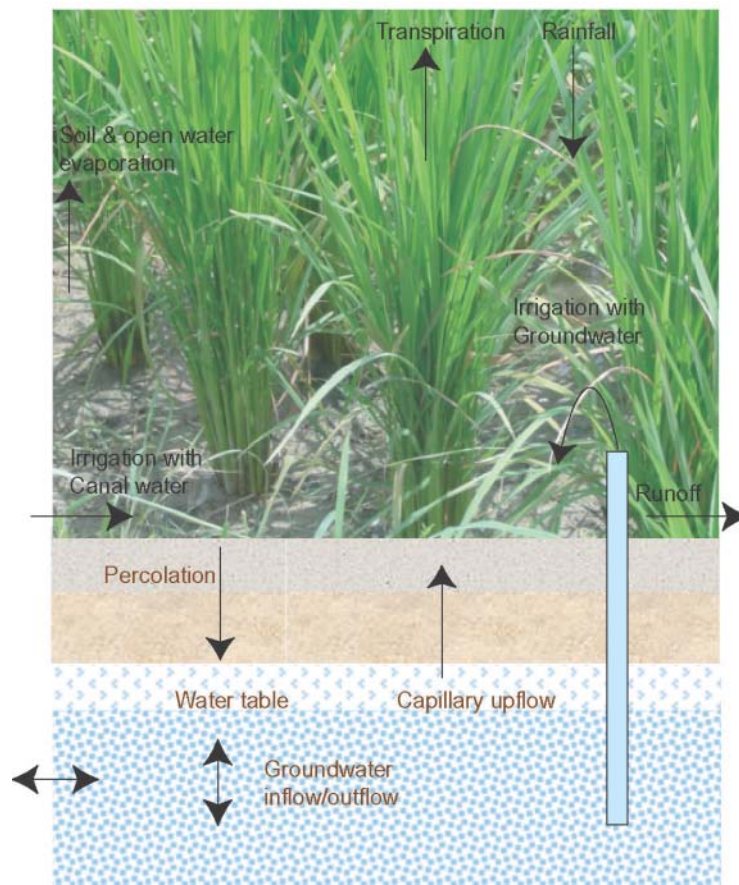 Transpiration
Rainfall
Soil & open water
evaporation
Irrigation with
Groundwater
Irrigation with
Canal water
Runoff
Percolation
Water table
Capillary upflow
Groundwater
inflow/outflow